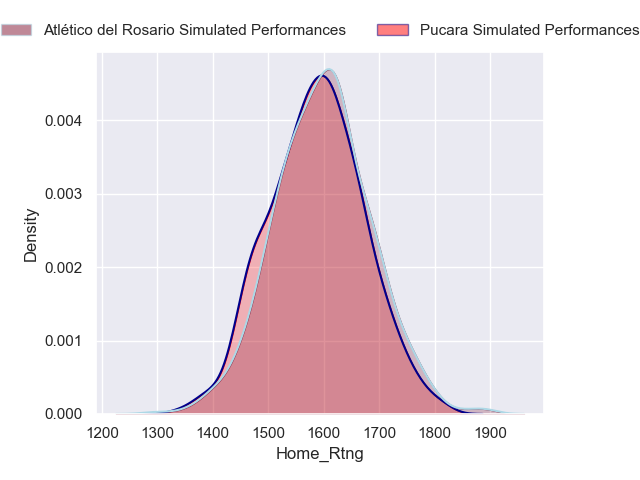 Atlético del Rosario Simulated Performances
Pucara Simulated Performances
0.004
0.003
0.002
0.001
0.000
Density
1200 1300 1400 1500 1600 1700 1800 1900
Home_Rtng